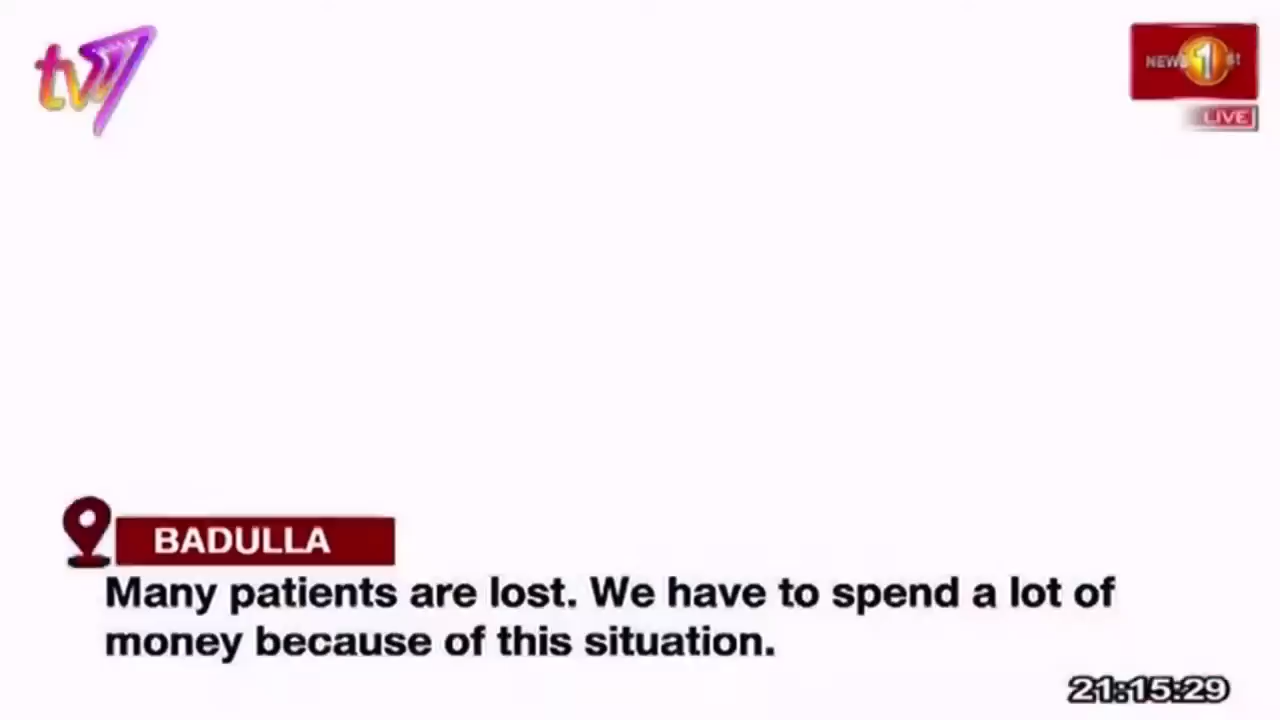 tv
NEWS 1st
LIVE
BADULLA
Many patients are lost. We have to spend a lot of
money because of this situation.
21:15:29